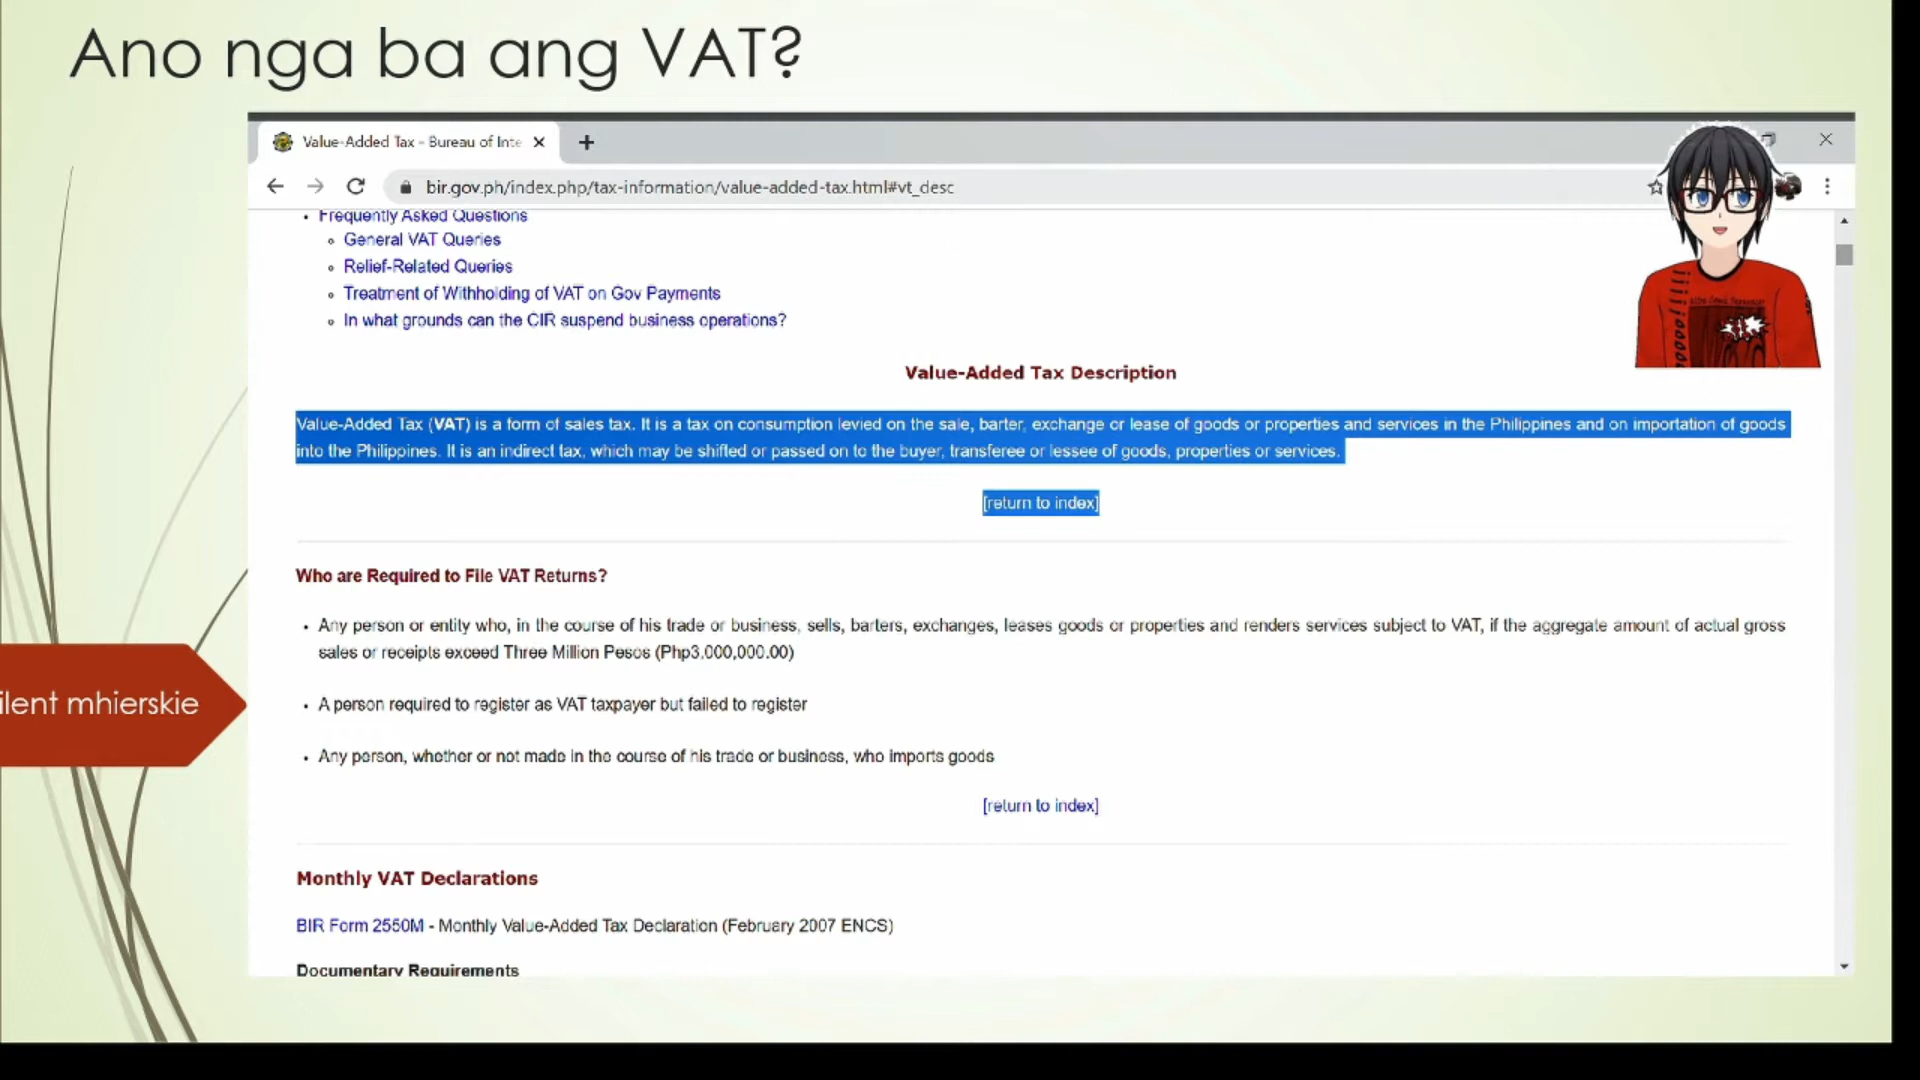 Ano nga ba ang VAT?
Value-Added Tax - Bureau of Inte
bir.gov.ph/index.php/tax-information/value-added-tax.html#vt_desc
• Frequently Asked Questions
General VAT Queries
Relief-Related Queries
Treatment of Withholding of VAT on Gov Payments
In what grounds can the CIR suspend business operations?
Value-Added Tax Description
Value-Added Tax (VAT) is a form of sales tax. It is a tax on consumption levied on the sale, barter, exchange or lease of goods or properties and services in the Philippines and on importation of goods
into the Philippines. It is an indirect tax, which may be shifted or passed on to the buyer, transferee or lessee of goods, properties or services.
[return to index]
Who are Required to File VAT Returns?
• Any person or entity who, in the course of his trade or business, sells, barters, exchanges, leases goods or properties and renders services subject to VAT, if the aggregate amount of actual gross
sales or receipts exceed Three Million Pesos (Php3,000,000.00)
• A person required to register as VAT taxpayer but failed to register
• Any person, whether or not made in the course of his trade or business, who imports goods
[return to index]
ilent mhierskie
Monthly VAT Declarations
BIR Form 2550M - Monthly Value-Added Tax Declaration (February 2007 ENCS)
Documentary Requirements